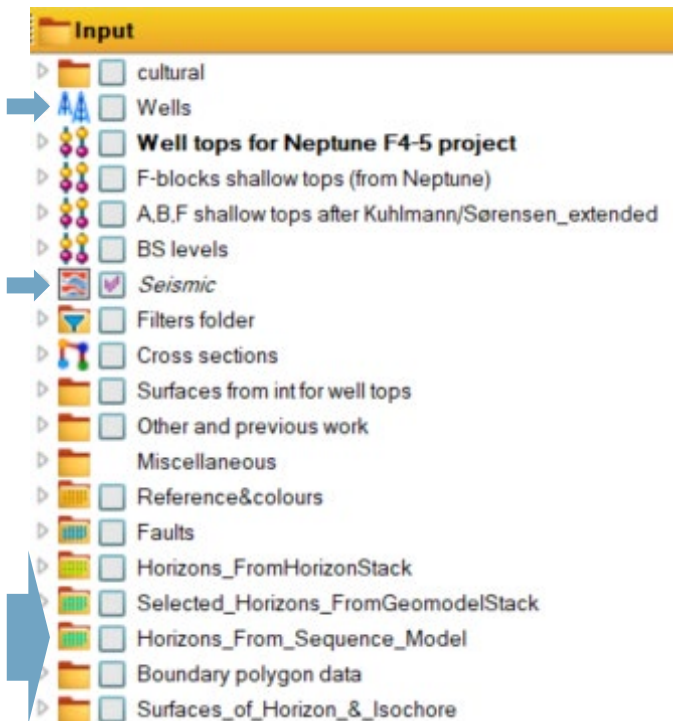 Input
cultural
Wells
Well tops for Neptune F4-5 project
F-blocks shallow tops (from Neptune)
A,B,F shallow tops after Kuhlmann/Sørensen_extended
BS levels
Seismic
Filters folder
Cross sections
Surfaces from int for well tops
Other and previous work
Miscellaneous
Reference&colours
Faults
Horizons_FromHorizonStack
Selected_Horizons_FromGeomodelStack
Horizons_From_Sequence_Model
Boundary polygon data
Surfaces_of_Horizon_&_Isochore